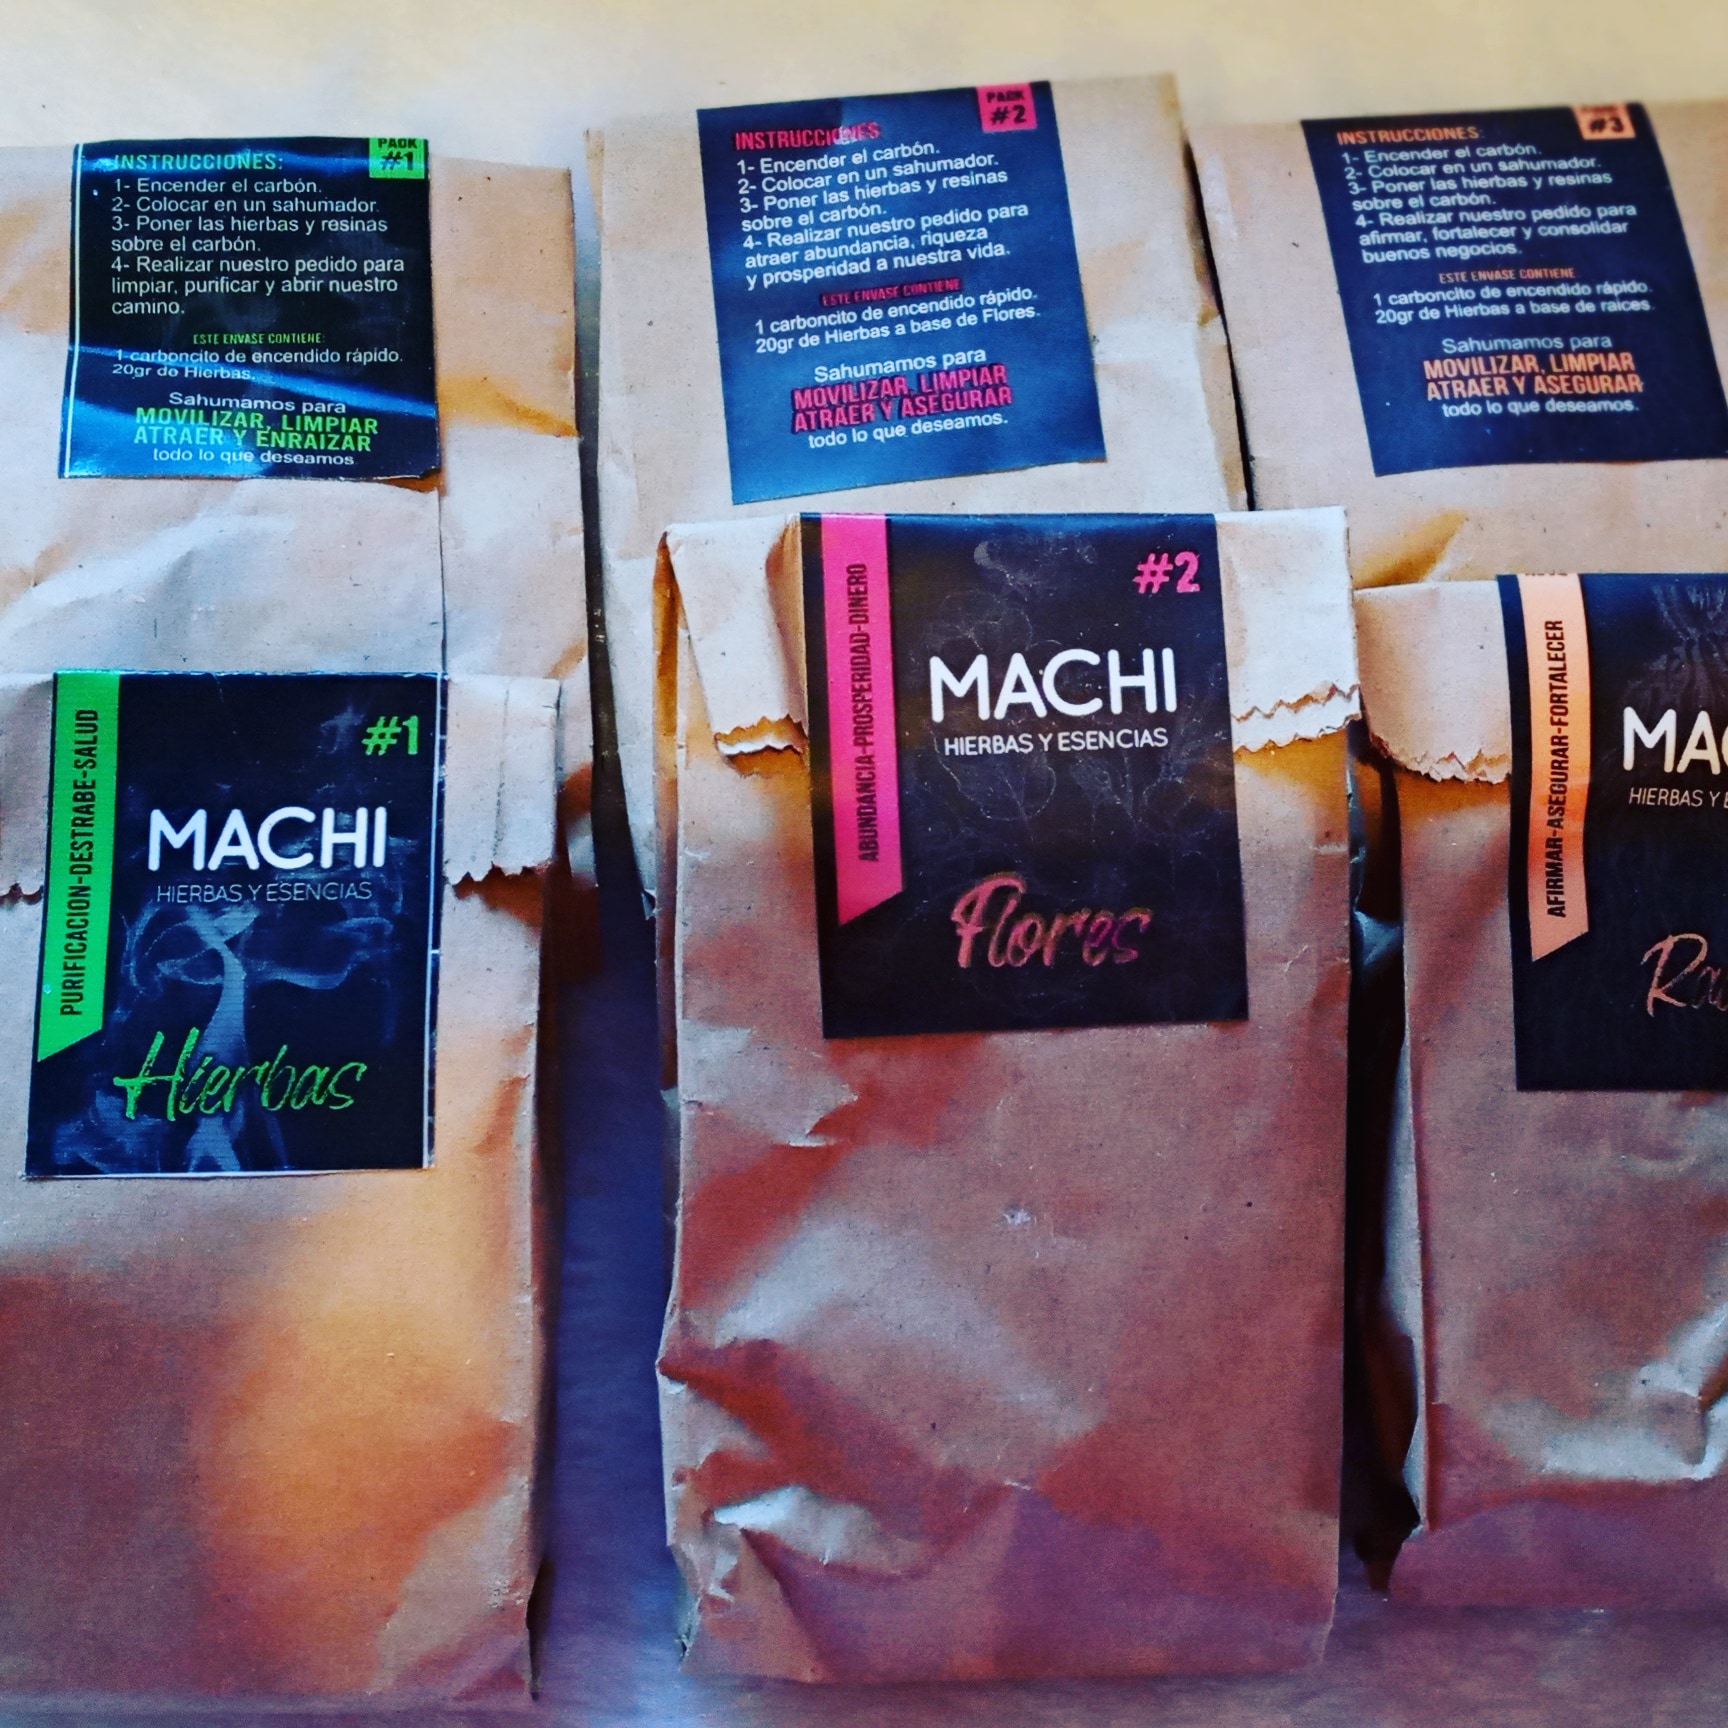 PACK
#1
INSTRUCCIONES:
1- Encender el carbón.
2- Colocar en un sahumador.
3- Poner las hierbas y resinas
sobre el carbón.
4- Realizar nuestro pedido para
limpiar, purificar y abrir nuestro
camino.
ESTE ENVASE CONTIENE:
1 carboncito de encendido rápido.
20gr de Hierbas.
Sahumamos para
MOVILIZAR, LIMPIAR
ATRAER Y ENRAIZAR
todo lo que deseamos
PACK
#2
INSTRUCCIONES
1- Encender el carbón.
2- Colocar en un sahumador.
3- Poner las hierbas y resinas
sobre el carbón.
4- Realizar nuestro pedido para
atraer abundancia, riqueza
y prosperidad a nuestra vida.
ESTE ENVASE CONTIENE
1 carboncito de encendido rápido.
20gr de Hierbas a base de Flores.
Sahumamos para
MOVILIZAR, LIMPIAR
ATRAER Y ASEGURAR
todo lo que deseamos.
#3
INSTRUCCIONES:
1- Encender el carbón.
2- Colocar en un sahumador.
3- Poner las hierbas y resinas
sobre el carbón.
4- Realizar nuestro pedido para
afirmar, fortalecer y consolidar
buenos negocios.
ESTE ENVASE CONTIENE
1 carboncito de encendido rápido.
20gr de Hierbas a base de raices.
Sahumamos para
MOVILIZAR, LIMPIAR
ATRAER Y ASEGURAR
todo lo que deseamos.
PURIFICACION-DESTRABE-SALUD
#1
MACHI
HIERBAS Y ESENCIAS
Hierbas
ABUNDANCIA-PROSPERIDAD-DINERO
#2
MACHI
HIERBAS Y ESENCIAS
Flores
AFIRMAR-ASEGURAR-FORTALECER
MA
HIERBAS Y